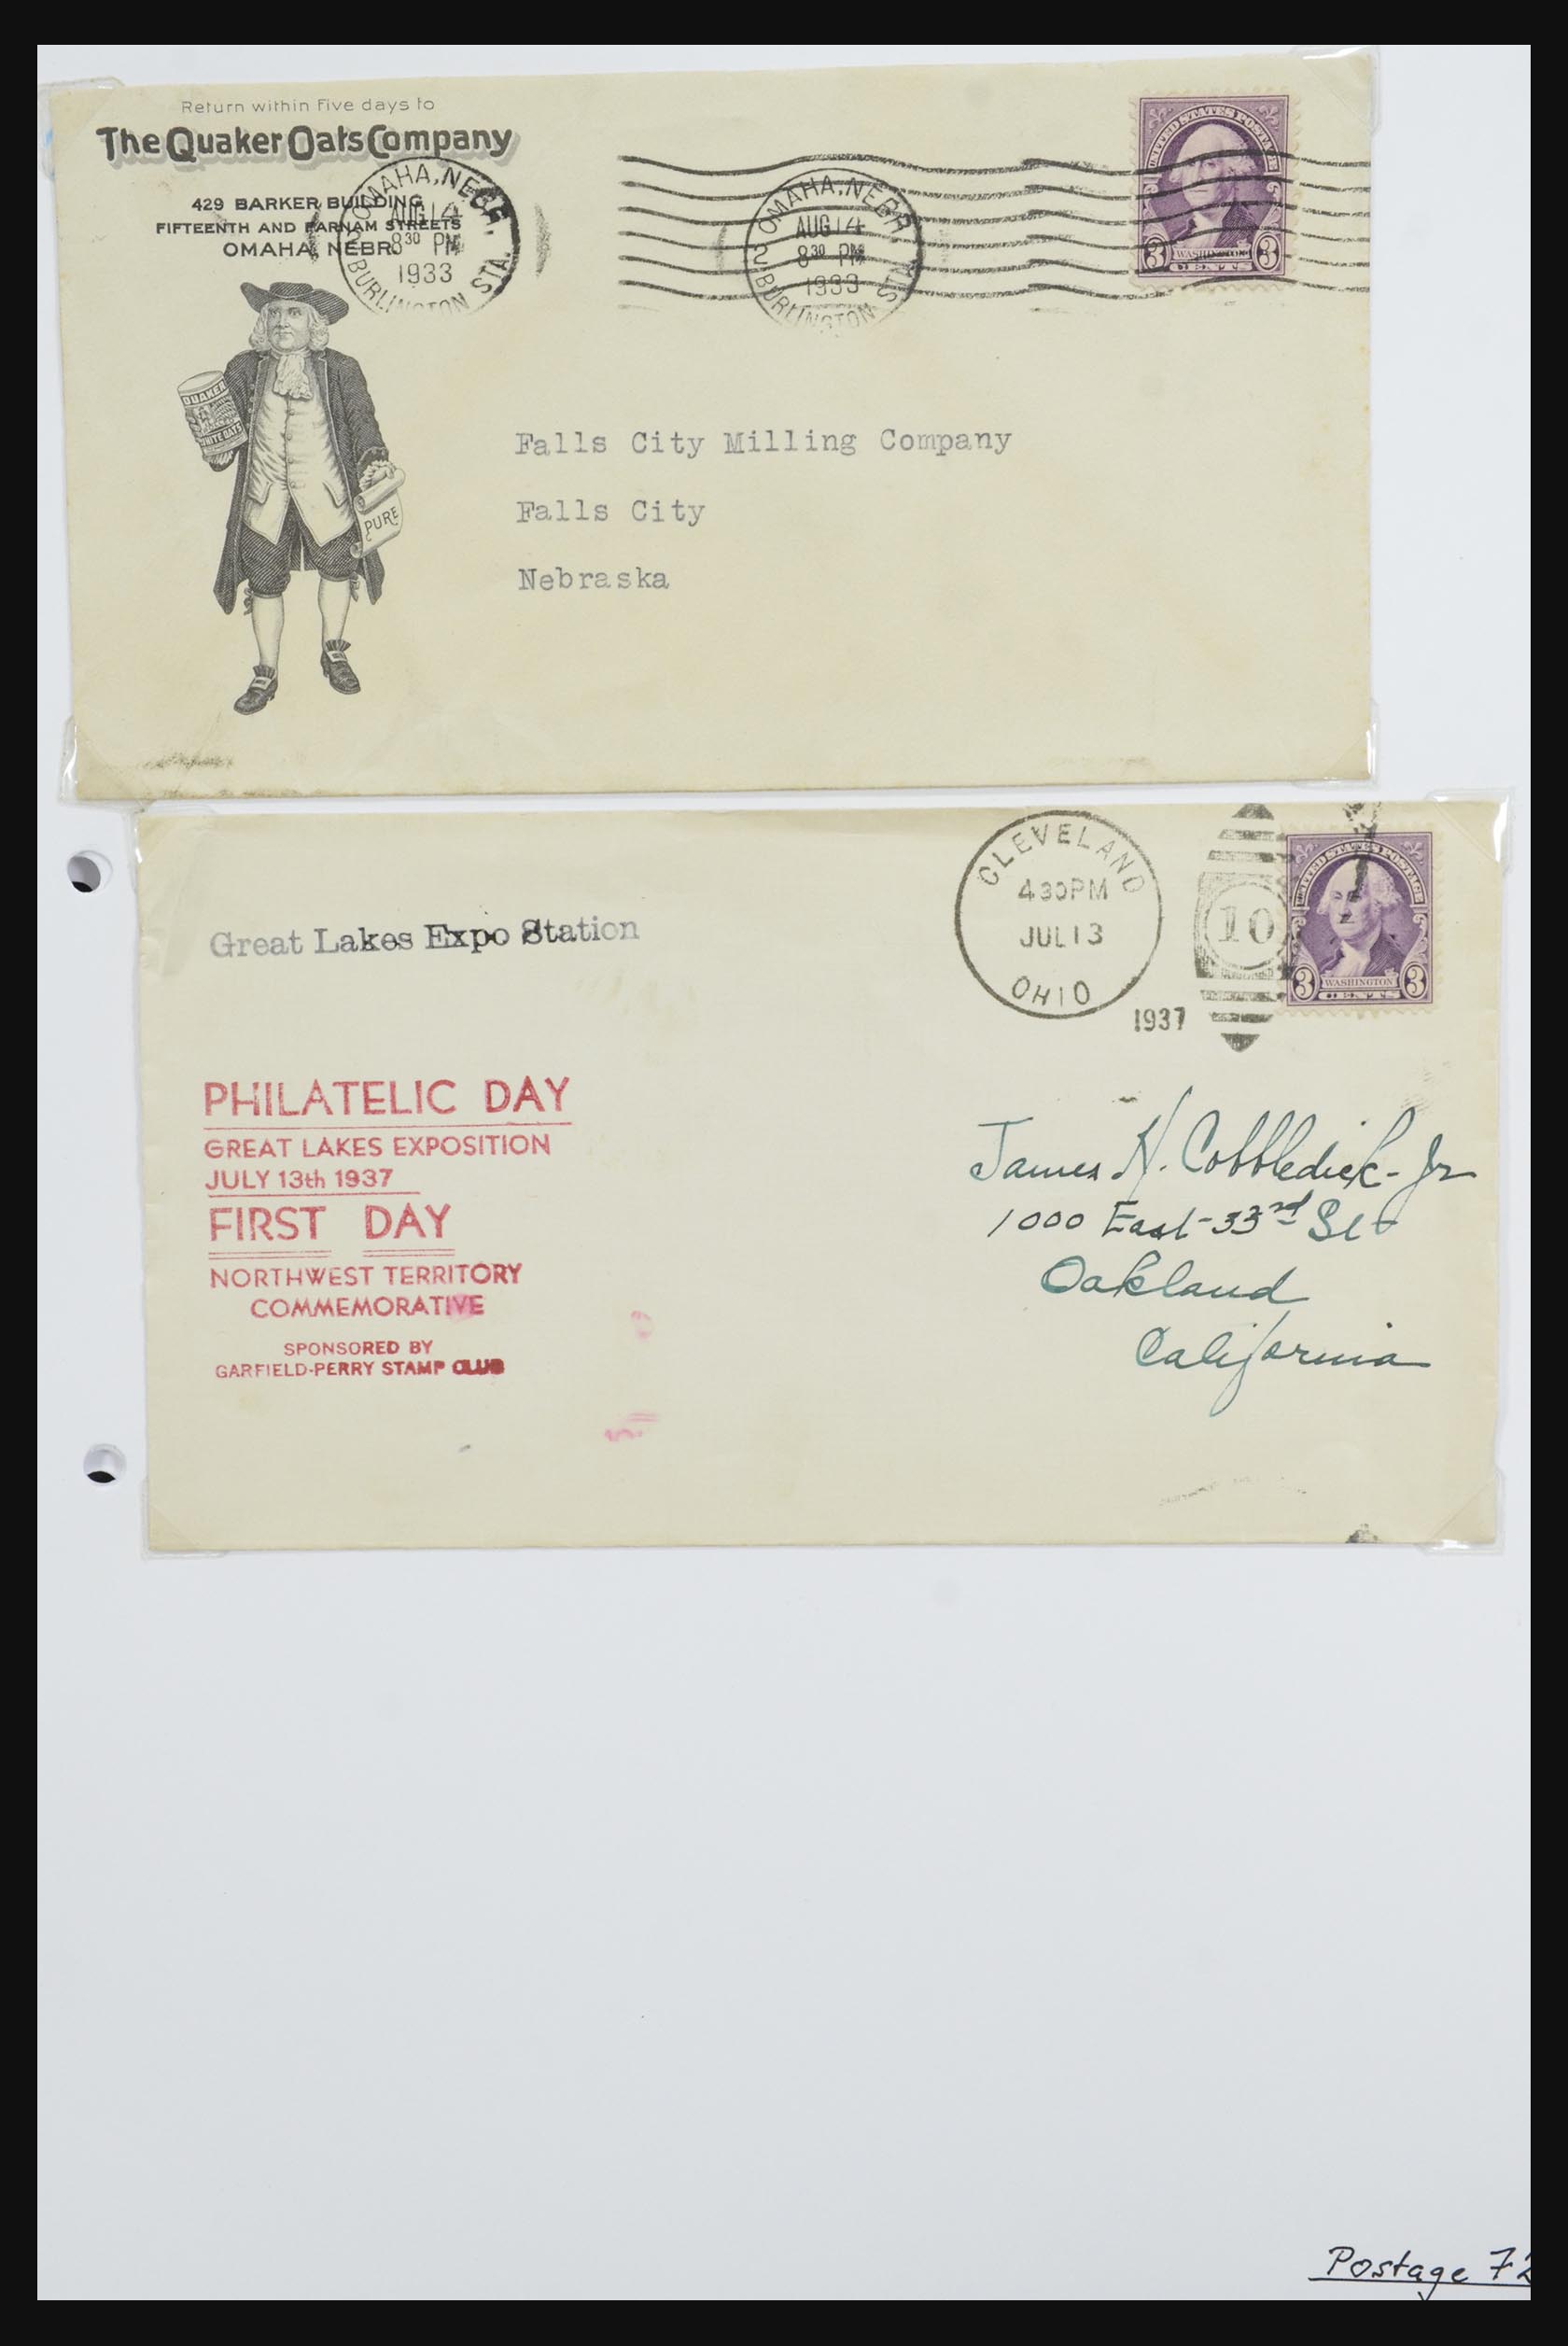 Return within five days to
The Quaker Oats Company
429 BARKER BUILDING
FIFTEENTH AND FARNAM STREETS
OMAHA, NEBR.
OMAHA, NEBR.
AUG 14
8 30 PM
1933
BURLINGTON STA.
OMAHA, NEBR.
AUG 14
8 30 PM
1933
2 BURLINGTON STA
UNITED STATES POSTAGE
3 WASHINGTON 3
CENTS
QUAKER
WHITE OATS
PURE
Falls City Milling Company
Falls City
Nebraska
CLEVELAND
4 30 PM
JUL 13
OHIO
1937
10
UNITED STATES POSTAGE
3 WASHINGTON 3
CENTS
Great Lakes Expo Station
PHILATELIC DAY
GREAT LAKES EXPOSITION
JULY 13th 1937
FIRST DAY
NORTHWEST TERRITORY
COMMEMORATIVE
SPONSORED BY
GARFIELD-PERRY STAMP CLUB
James H. Cobbledick-Jr
1000 East-33rd St
Oakland
California
Postage 72